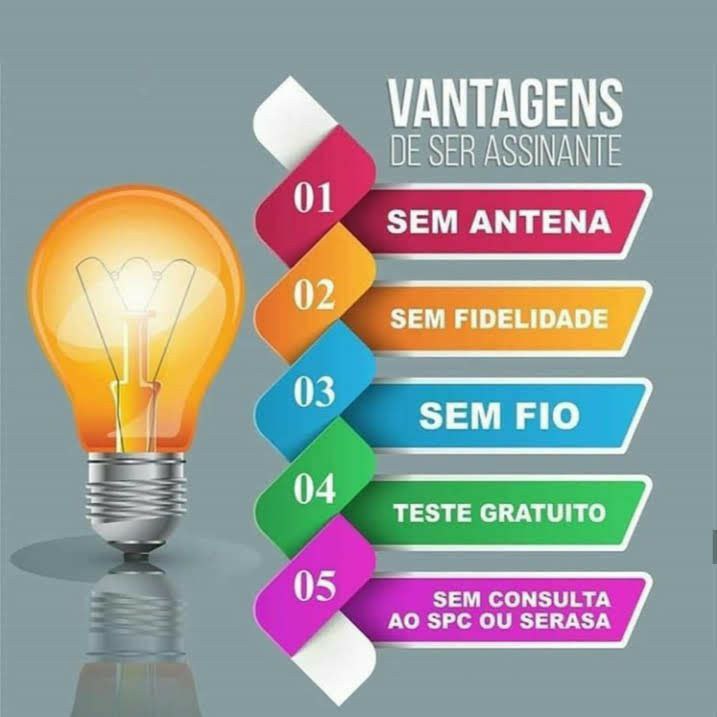 VANTAGENS
DE SER ASSINANTE
01
SEM ANTENA
02
SEM FIDELIDADE
03
SEM FIO
04
TESTE GRATUITO
05
SEM CONSULTA
AO SPC OU SERASA